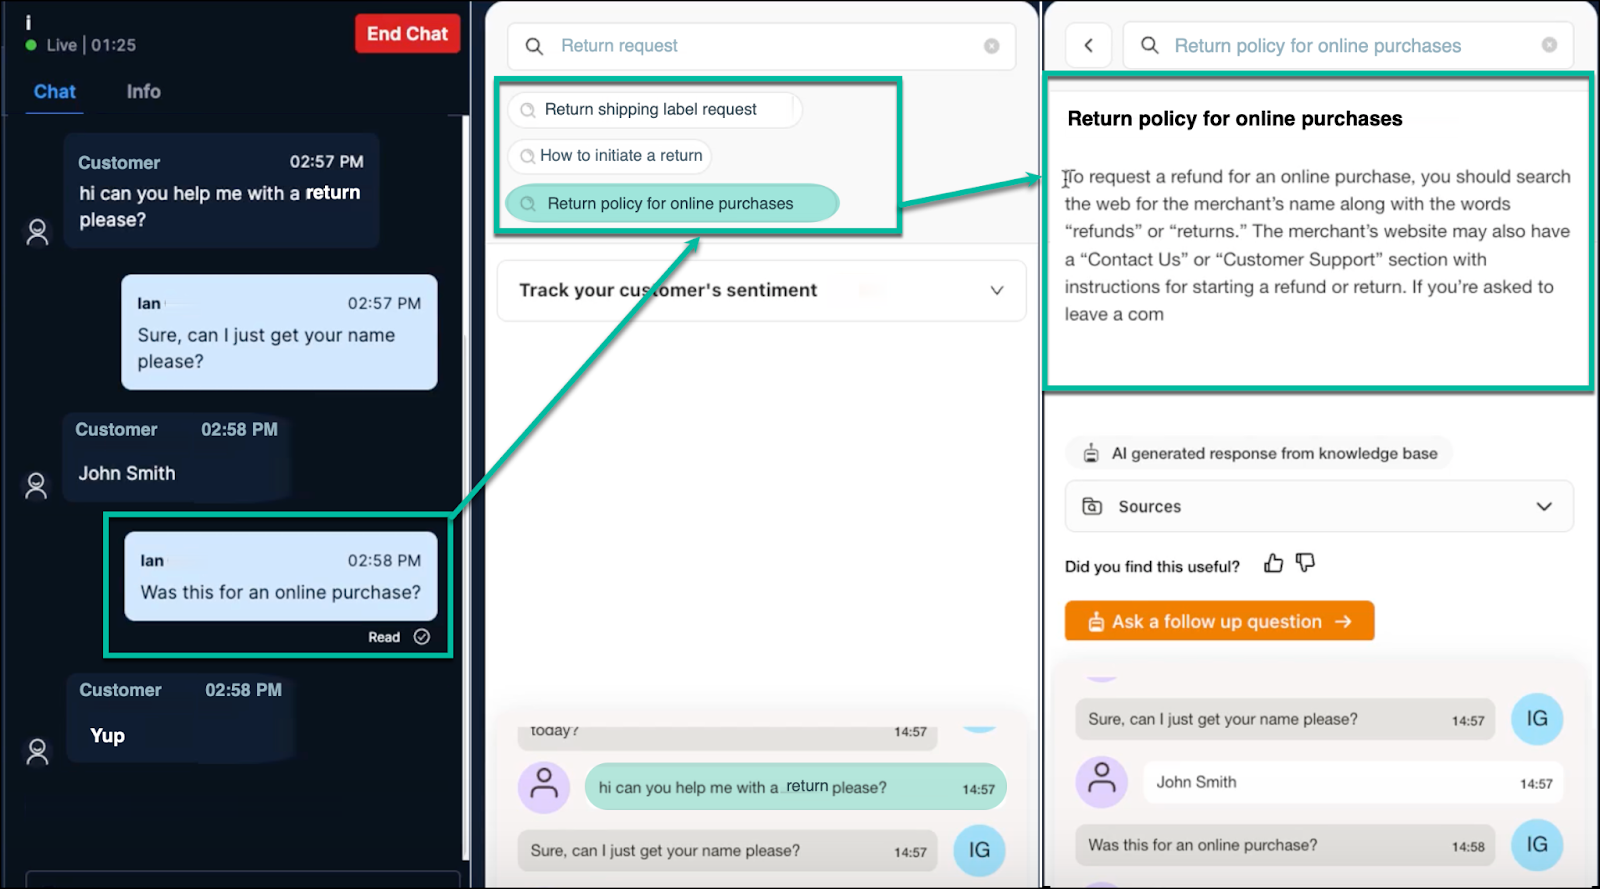 i
Live | 01:25
End Chat
Chat
Info
Customer
02:57 PM
hi can you help me with a return
please?
Ian
02:57 PM
Sure, can I just get your name
please?
Customer
02:58 PM
John Smith
Ian
02:58 PM
Was this for an online purchase?
Read
Customer
02:58 PM
Yup
Return request
Return shipping label request
How to initiate a return
Return policy for online purchases
Track your customer's sentiment
today?
14:57
hi can you help me with a return please?
14:57
Sure, can I just get your name please?
14:57
IG
Return policy for online purchases
Return policy for online purchases
To request a refund for an online purchase, you should search
the web for the merchant’s name along with the words
“refunds” or “returns.” The merchant’s website may also have
a “Contact Us” or “Customer Support” section with
instructions for starting a refund or return. If you’re asked to
leave a com
AI generated response from knowledge base
Sources
Did you find this useful?
Ask a follow up question →
Sure, can I just get your name please?
14:57
IG
John Smith
14:57
Was this for an online purchase?
14:58
IG